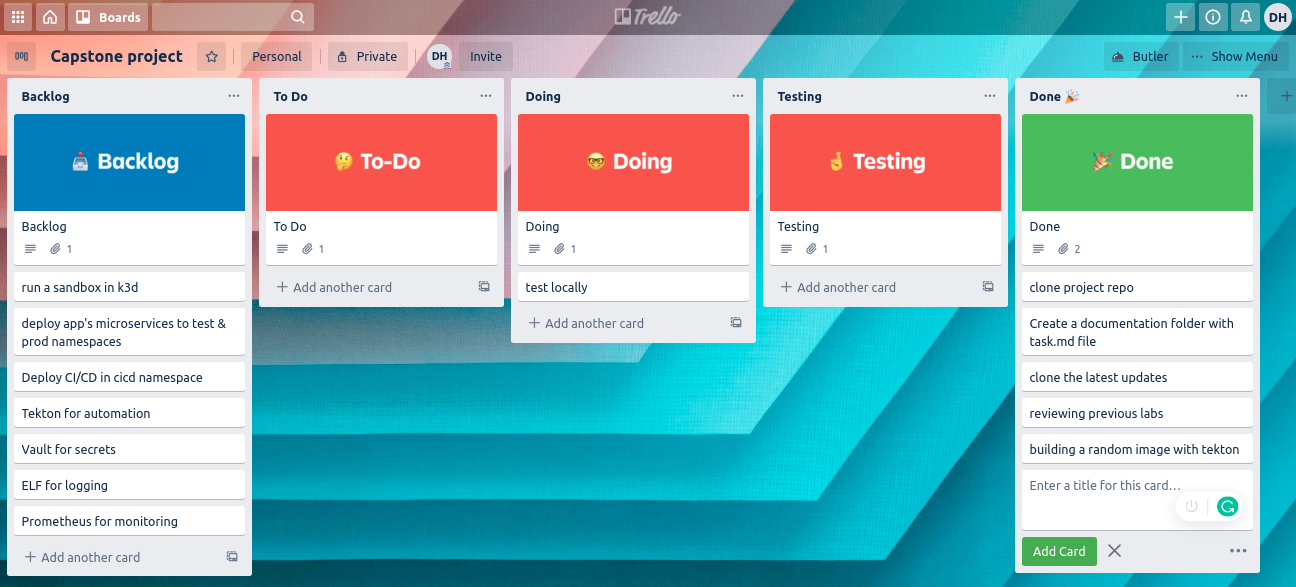 Boards
Trello
DH
Capstone project
Personal
Private
DH
Invite
Butler
Show Menu
Backlog
Backlog
Backlog
1
run a sandbox in k3d
deploy app's microservices to test &
prod namespaces
Deploy CI/CD in cicd namespace
Tekton for automation
Vault for secrets
ELF for logging
Prometheus for monitoring
Add another card
To Do
To-Do
To Do
1
Add another card
Doing
Doing
Doing
1
test locally
Add another card
Testing
Testing
Testing
1
Add another card
Done 🎉
Done
Done
2
clone project repo
Create a documentation folder with
task.md file
clone the latest updates
reviewing previous labs
building a random image with tekton
Enter a title for this card…
Add Card